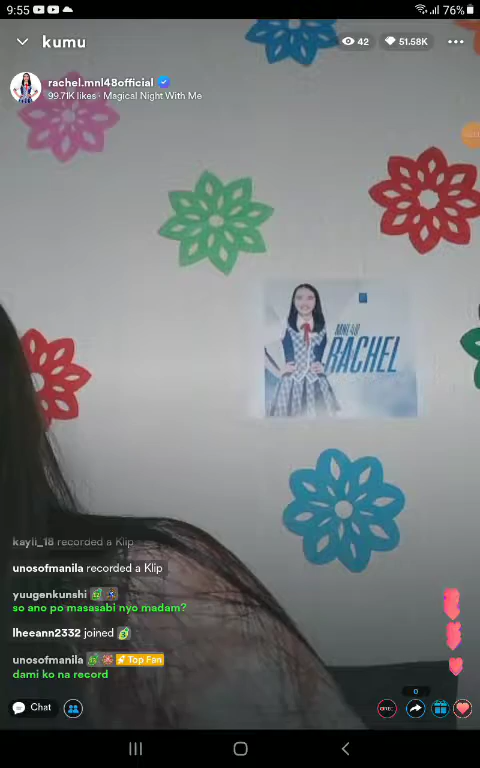 9:55
76%
kumu
42
51.58K
rachel.mnl48official
99.71K likes · Magical Night With Me
MNL48
RACHEL
kayli_18 recorded a Klip
unosofmanila recorded a Klip
yuugenkunshi
so ano po masasabi nyo madam?
lheeann2332 joined
unosofmanila Top Fan
dami ko na record
0
Chat